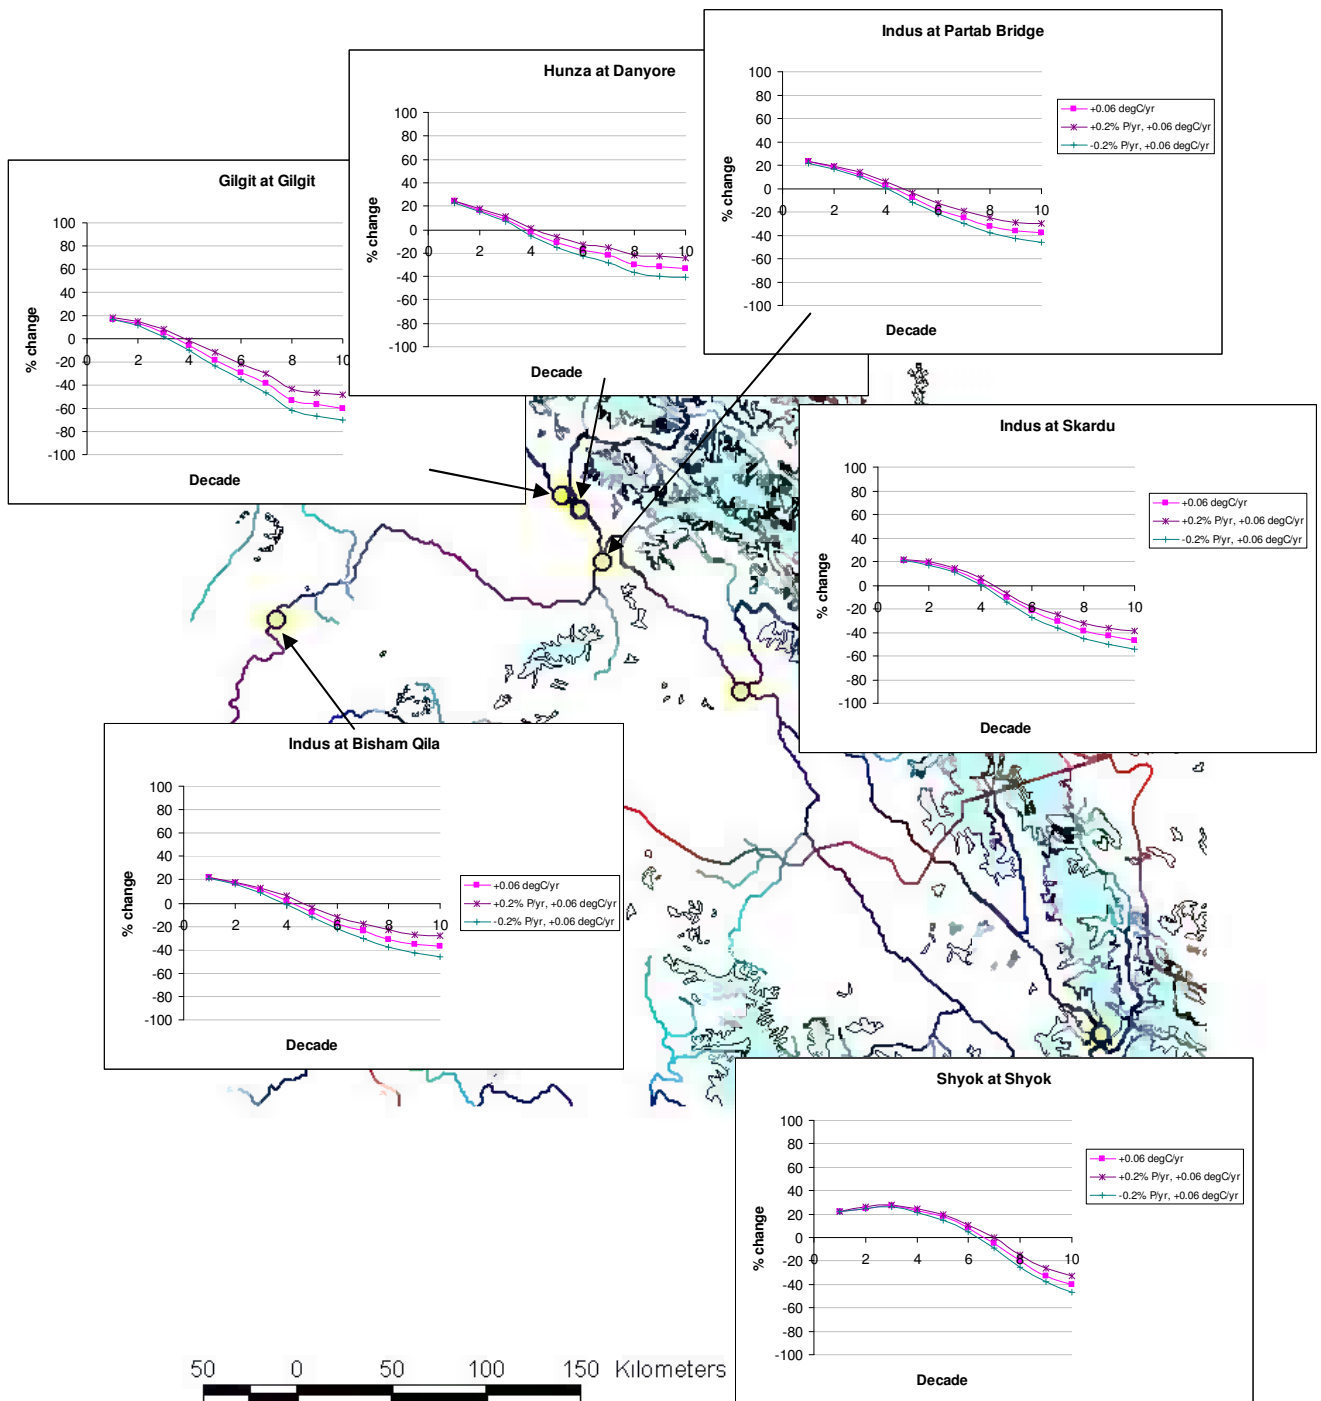 Indus at Partab Bridge
% change
100
80
60
40
20
0
-20
-40
-60
-80
-100
0 2 4 6 8 10
Decade
+0.06 degC/yr
+0.2% P/yr, +0.06 degC/yr
-0.2% P/yr, +0.06 degC/yr
Hunza at Danyore
% change
100
80
60
40
20
0
-20
-40
-60
-80
-100
0 2 4 6 8 10
Decade
Gilgit at Gilgit
% change
100
80
60
40
20
0
-20
-40
-60
-80
-100
0 2 4 6 8 10
Decade
Indus at Skardu
% change
100
80
60
40
20
0
-20
-40
-60
-80
-100
0 2 4 6 8 10
Decade
+0.06 degC/yr
+0.2% P/yr, +0.06 degC/yr
-0.2% P/yr, +0.06 degC/yr
Indus at Bisham Qila
% change
100
80
60
40
20
0
-20
-40
-60
-80
-100
0 2 4 6 8 10
Decade
+0.06 degC/yr
+0.2% P/yr, +0.06 degC/yr
-0.2% P/yr, +0.06 degC/yr
Shyok at Shyok
% change
100
80
60
40
20
0
-20
-40
-60
-80
-100
0 2 4 6 8 10
Decade
+0.06 degC/yr
+0.2% P/yr, +0.06 degC/yr
-0.2% P/yr, +0.06 degC/yr
50 0 50 100 150 Kilometers